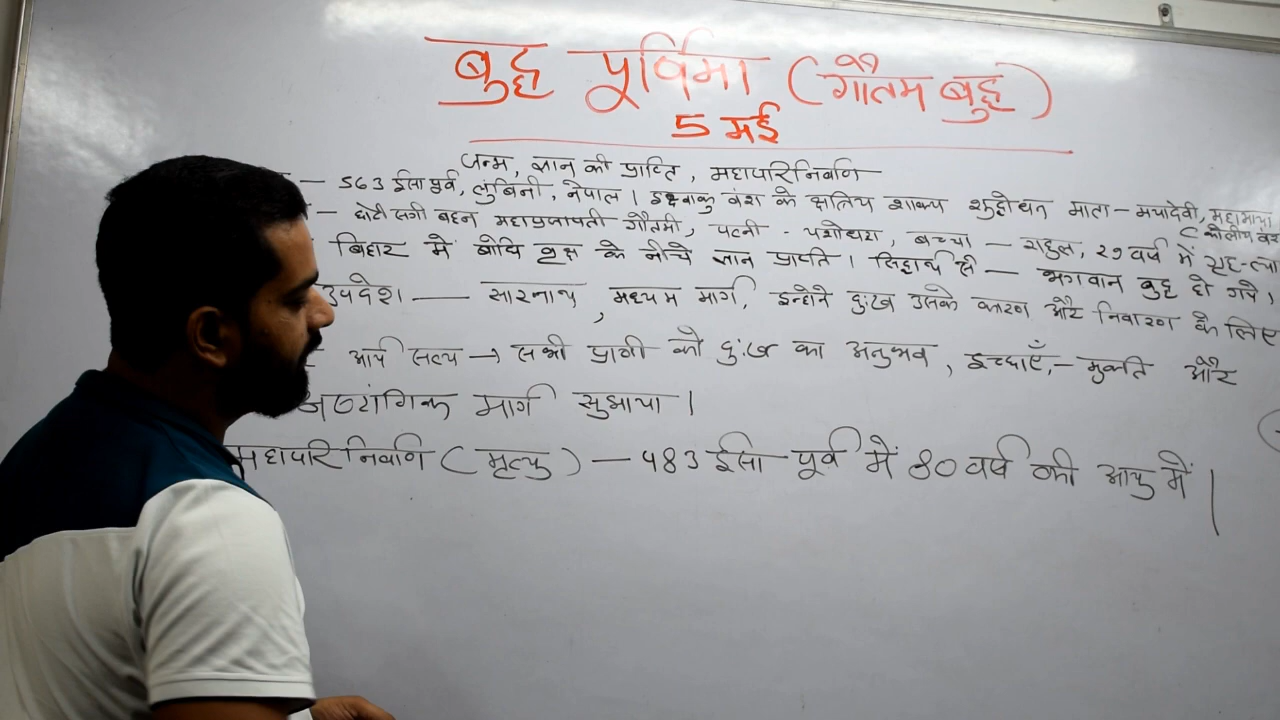 बुद्ध पूर्णिमा (गौतम बुद्ध)
5 मई
जन्म, ज्ञान की प्राप्ति, महापरिनिर्वाण
– 563 ईसा पूर्व, लुंबिनी, नेपाल । इक्ष्वाकु वंश के क्षत्रिय शाक्य शुद्धोधन माता – मायादेवी, महामाया
( कोलीय वंश
– छोटी सगी बहन महाप्रजापती गौतमी, पत्नी - यशोधरा, बच्चा – राहुल, २९ वर्ष में गृह-त्या
बिहार में बोधि वृक्ष के नीचे ज्ञान प्राप्ति । सिद्धार्थ से – भगवान बुद्ध हो गये,
उपदेश — सारनाथ, मध्यम मार्ग, इन्होंने दुःख उसके कारण और निवारण के लिए
आर्य सत्य → सभी प्राणी को दुःख का अनुभव, इच्छाएँ, – मुक्ति और
अष्टांगिक मार्ग सुझाया ।
महापरिनिर्वाण (मृत्यु) – 483 ईसा पूर्व में 80 वर्ष की आयु में |